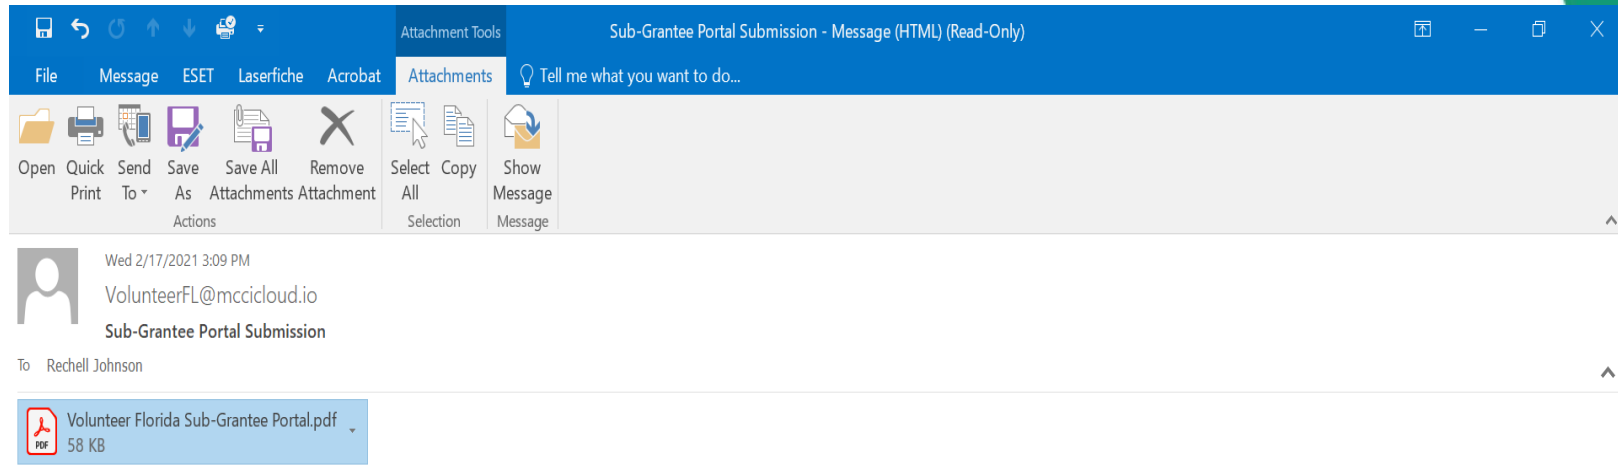 Attachment Tools
Sub-Grantee Portal Submission - Message (HTML) (Read-Only)
File Message ESET Laserfiche Acrobat Attachments Tell me what you want to do...
Open Quick Print Send To Save As Save All Attachments Remove Attachment Select All Copy Show Message
Actions Selection Message
Wed 2/17/2021 3:09 PM
VolunteerFL@mccicloud.io
Sub-Grantee Portal Submission
To Rechell Johnson
Volunteer Florida Sub-Grantee Portal.pdf
PDF 58 KB